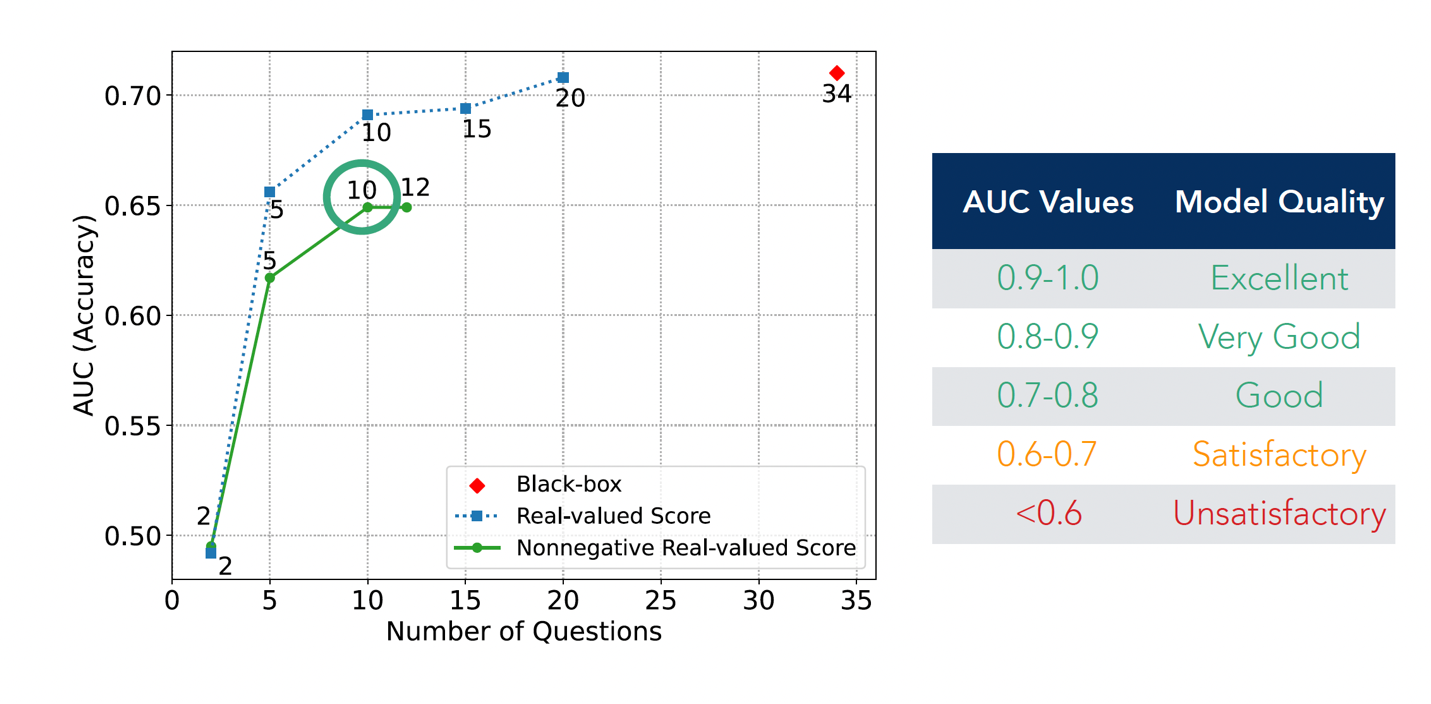 0.70
0.65
0.60
0.55
0.50
AUC (Accuracy)
0 5 10 15 20 25 30 35
Number of Questions
34
20
15
10
5
2
10
12
5
2
Black-box
Real-valued Score
Nonnegative Real-valued Score
AUC Values Model Quality
0.9-1.0 Excellent
0.8-0.9 Very Good
0.7-0.8 Good
0.6-0.7 Satisfactory
<0.6 Unsatisfactory